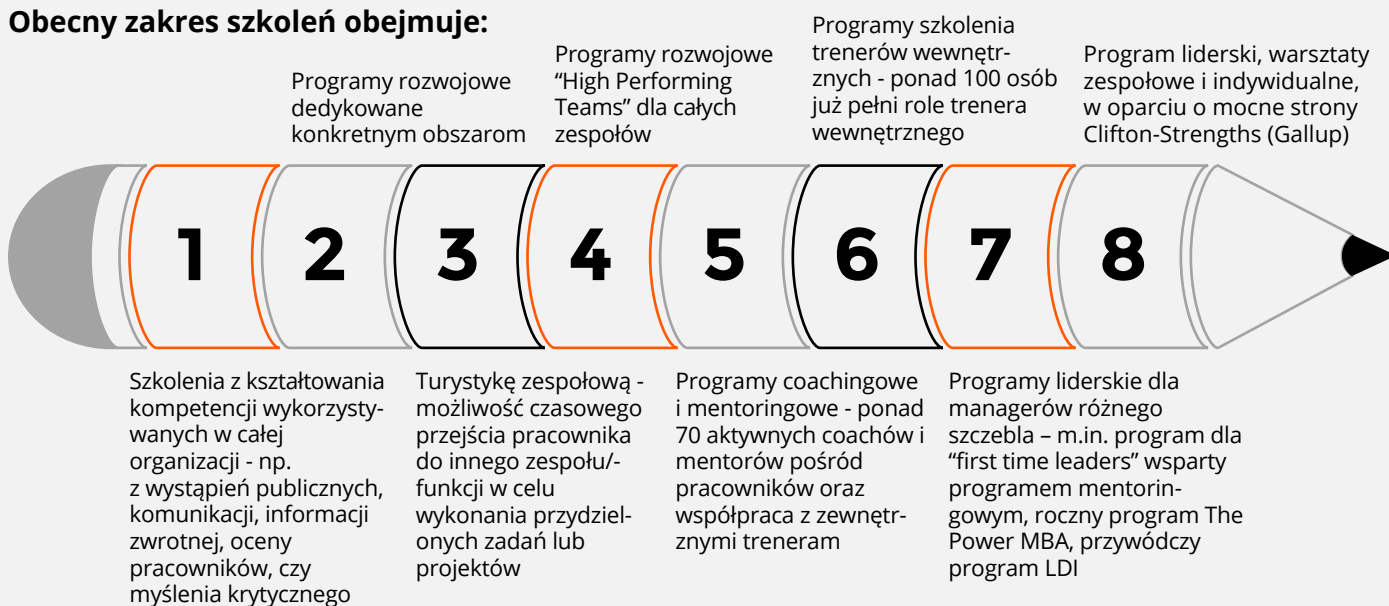 Obecny zakres szkoleń obejmuje:
Programy rozwojowe
dedykowane
konkretnym obszarom
Programy rozwojowe
“High Performing
Teams” dla całych
zespołów
Programy szkolenia
trenerów wewnętr-
znych - ponad 100 osób
już pełni role trenera
wewnętrznego
Program liderski, warsztaty
zespołowe i indywidualne,
w oparciu o mocne strony
Clifton-Strengths (Gallup)
1
2
3
4
5
6
7
8
Szkolenia z kształtowania
kompetencji wykorzysty-
wanych w całej
organizacji - np.
z wystąpień publicznych,
komunikacji, informacji
zwrotnej, oceny
pracowników, czy
myślenia krytycznego
Turystykę zespołową -
możliwość czasowego
przejścia pracownika
do innego zespołu/-
funkcji w celu
wykonania przydziel-
onych zadań lub
projektów
Programy coachingowe
i mentoringowe - ponad
70 aktywnych coachów i
mentorów pośród
pracowników oraz
współpraca z zewnętr-
znymi treneram
Programy liderskie dla
managerów różnego
szczebla – m.in. program dla
“first time leaders” wsparty
programem mentorin-
gowym, roczny program The
Power MBA, przywódczy
program LDI